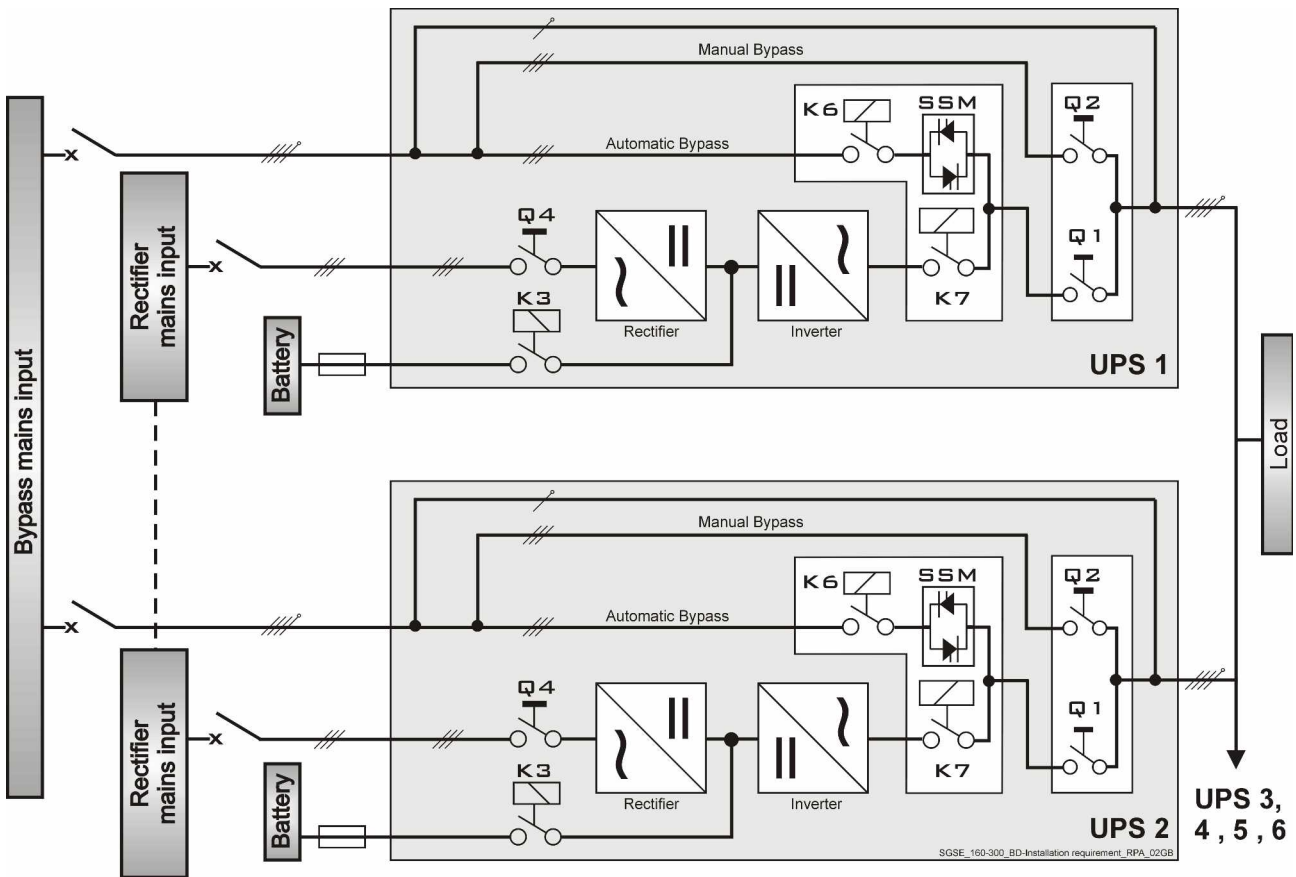 Manual Bypass
K6
SSM
Q2
Automatic Bypass
Q4
Q1
K3
K7
Rectifier
Inverter
UPS 1
Bypass mains input
Rectifier
mains input
Battery
Load
Manual Bypass
K6
SSM
Q2
Automatic Bypass
Q4
Q1
K3
K7
Rectifier
Inverter
UPS 2
Rectifier
mains input
Battery
UPS 3,
4 , 5 , 6
SGSE_160-300_BD-Installation requirement_RPA_02GB